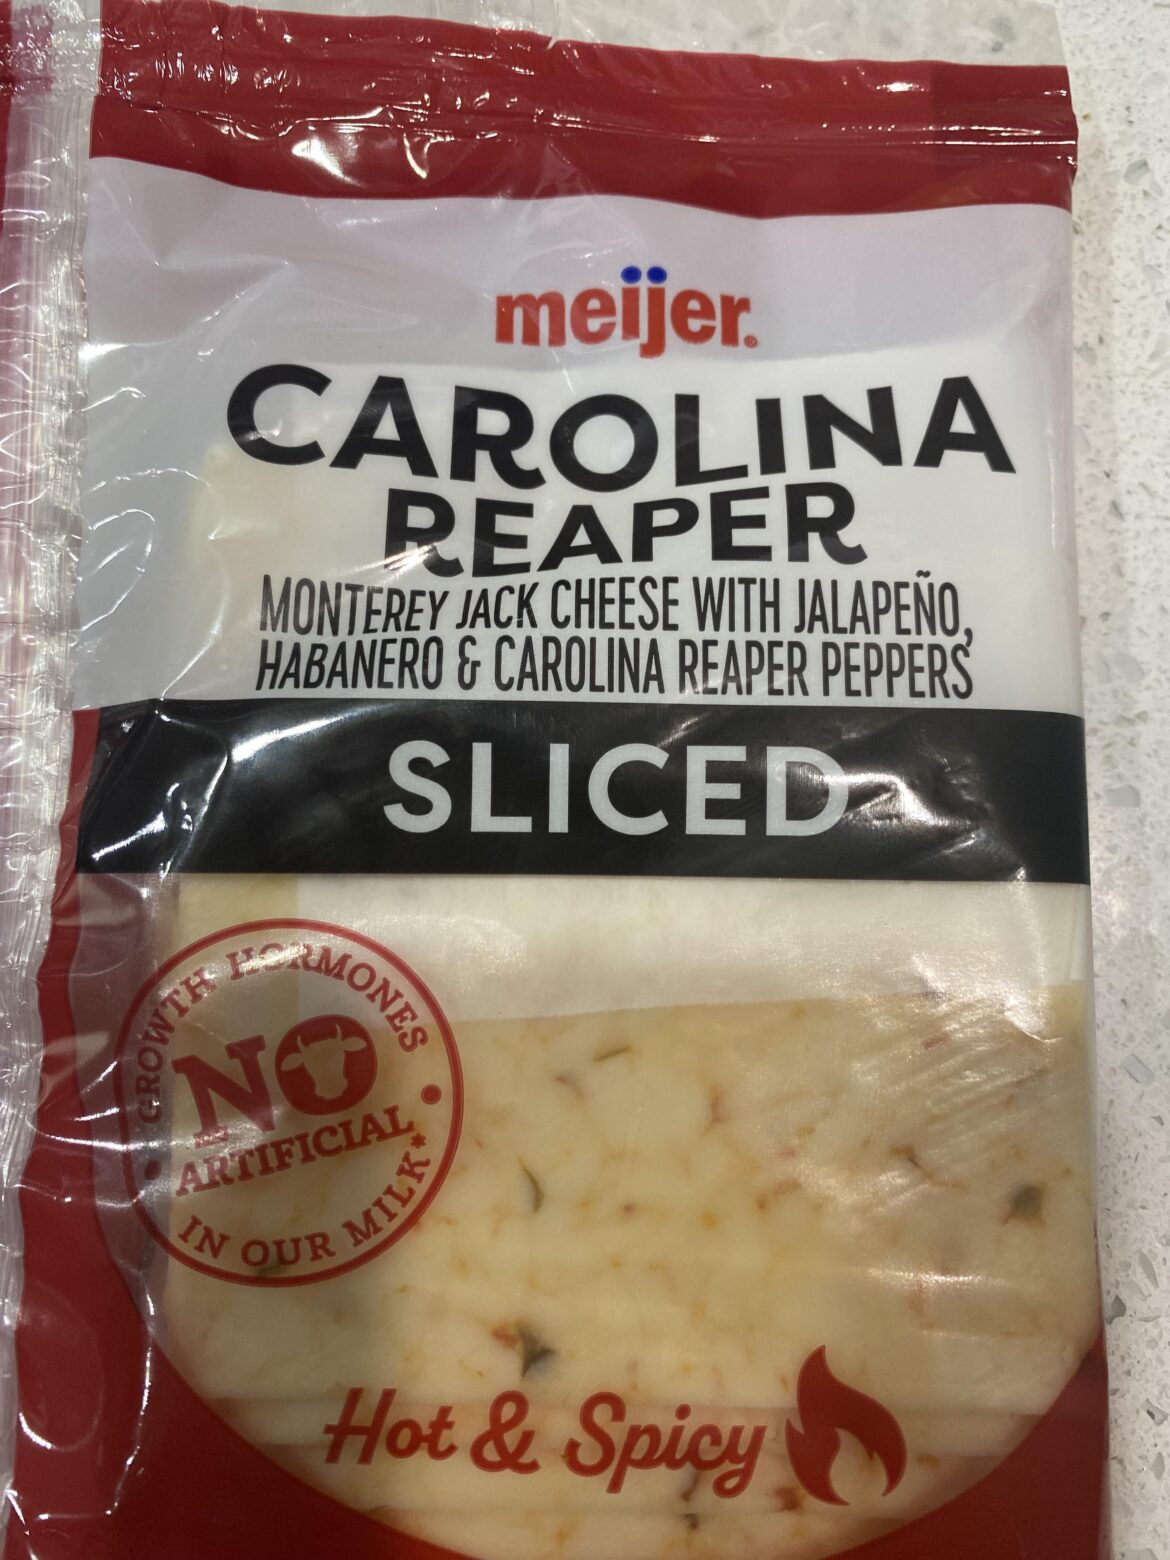 meijer®
CAROLINA
REAPER
MONTEREY JACK CHEESE WITH JALAPEÑO,
HABANERO & CAROLINA REAPER PEPPERS
SLICED
NO
ARTIFICIAL
GROWTH HORMONES
IN OUR MILK*
Hot & Spicy